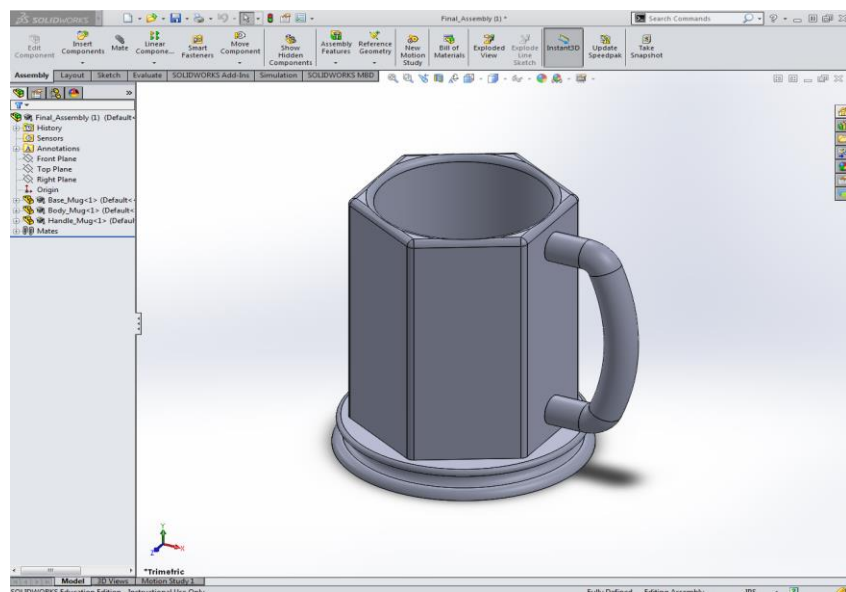 SOLIDWORKS
Final_Assembly (1) *
Search Commands
Edit Component
Insert Components
Mate
Linear Compone...
Smart Fasteners
Move Component
Show Hidden Components
Assembly Features
Reference Geometry
New Motion Study
Bill of Materials
Exploded View
Explode Line Sketch
Instant3D
Update Speedpak
Take Snapshot
Assembly
Layout
Sketch
Evaluate
SOLIDWORKS Add-Ins
Simulation
SOLIDWORKS MBD
Final_Assembly (1) (Default<
History
Sensors
Annotations
Front Plane
Top Plane
Right Plane
Origin
Base_Mug<1> (Default<
Body_Mug<1> (Default<
Handle_Mug<1> (Defaul
Mates
Y
X
Z
*Trimetric
Model
3D Views
Motion Study 1
SOLIDWORKS Education Edition - Instructional Use Only
Fully Defined
Editing Assembly
IPS